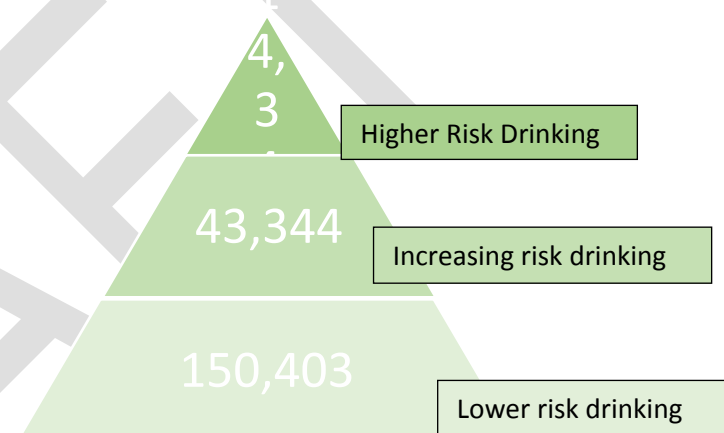 4,
3
Higher Risk Drinking
43,344
Increasing risk drinking
150,403
Lower risk drinking